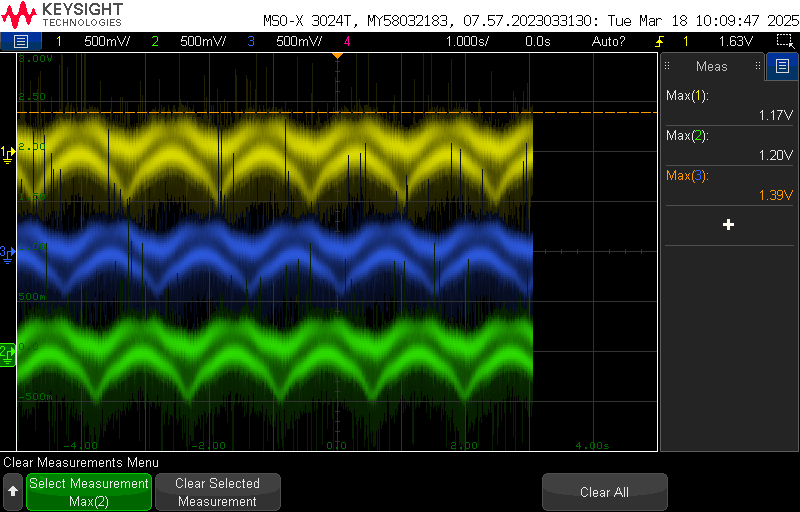 KEYSIGHT
TECHNOLOGIES
MSO-X 3024T, MY58032183, 07.57.2023033130: Tue Mar 18 10:09:47 2025
1 500mV/ 2 500mV/ 3 500mV/ 4 1.000s/ 0.0s Auto? 1 1.63V
3.00V
2.50
2.00
500m
-500m
-4.00 -2.00 0.0 2.00 4.00s
1
3
2
Meas
Max(1):
1.17V
Max(2):
1.20V
Max(3):
1.39V
+
Clear Measurements Menu
Select Measurement
Max(2)
Clear Selected
Measurement
Clear All